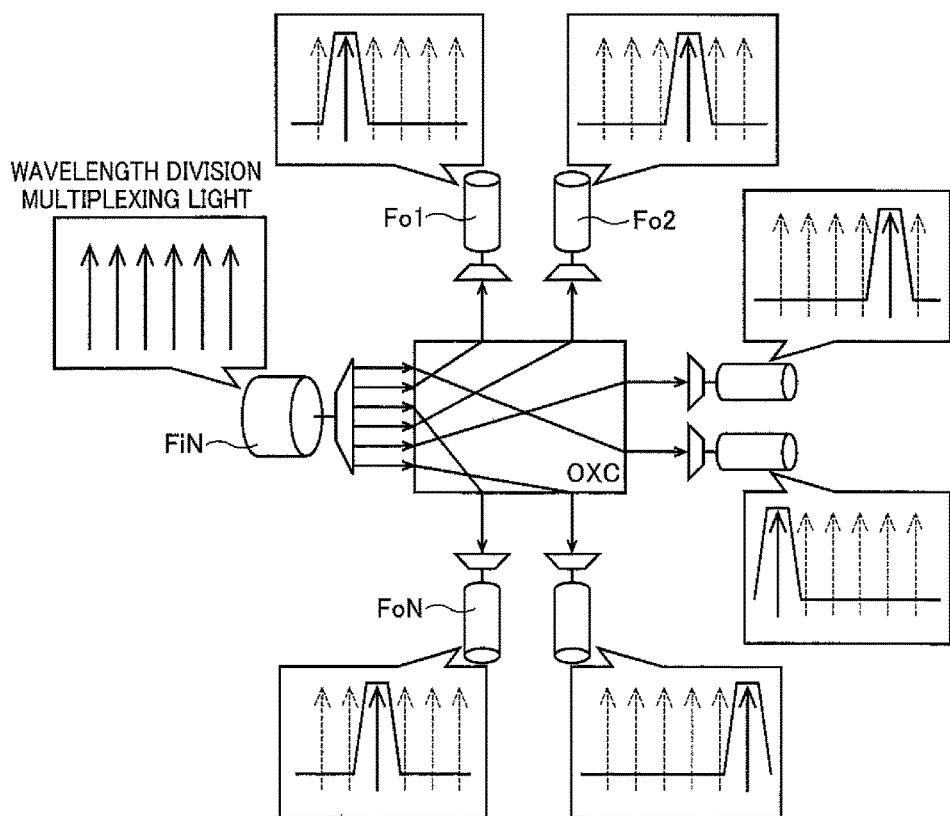 WAVELENGTH DIVISION
MULTIPLEXING LIGHT
Fo1
Fo2
FiN
OXC
FoN